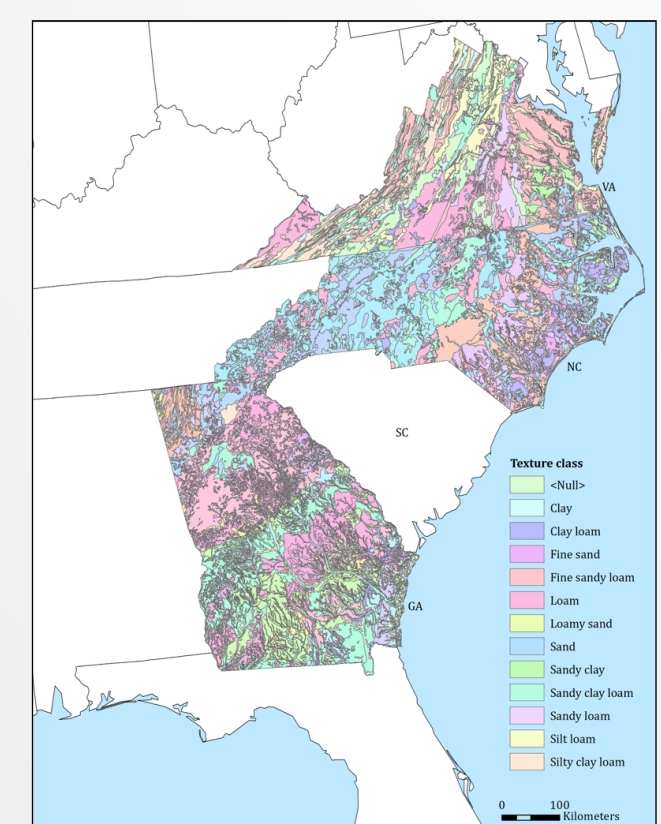 VA
NC
SC
Texture class
<Null>
Clay
Clay loam
Fine sand
Fine sandy loam
Loam
Loamy sand
Sand
Sandy clay
Sandy clay loam
Sandy loam
Silt loam
Silty clay loam
GA
0 100
Kilometers